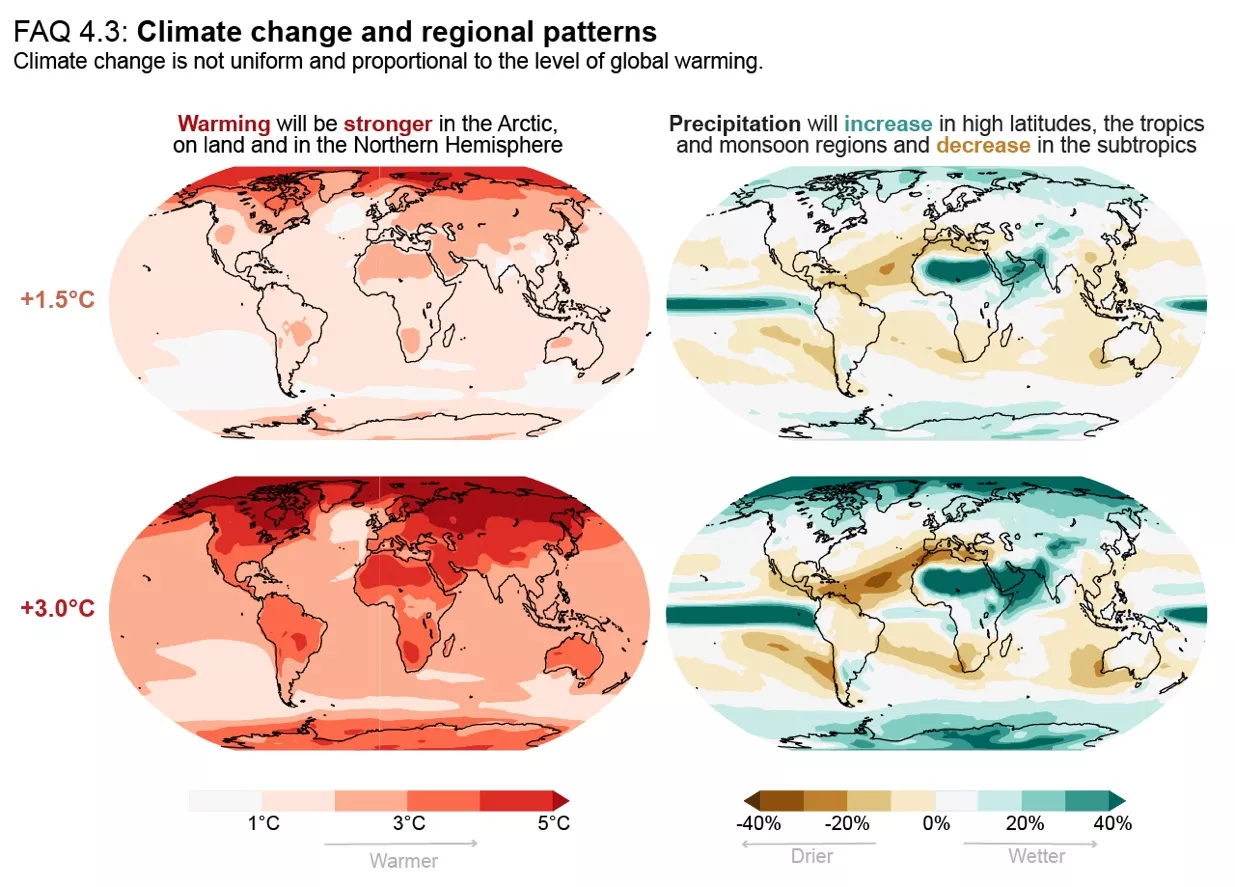 FAQ 4.3: Climate change and regional patterns
Climate change is not uniform and proportional to the level of global warming.
Warming will be stronger in the Arctic,
on land and in the Northern Hemisphere
Precipitation will increase in high latitudes, the tropics
and monsoon regions and decrease in the subtropics
+1.5°C
+3.0°C
1°C 3°C 5°C
Warmer
-40% -20% 0% 20% 40%
Drier Wetter